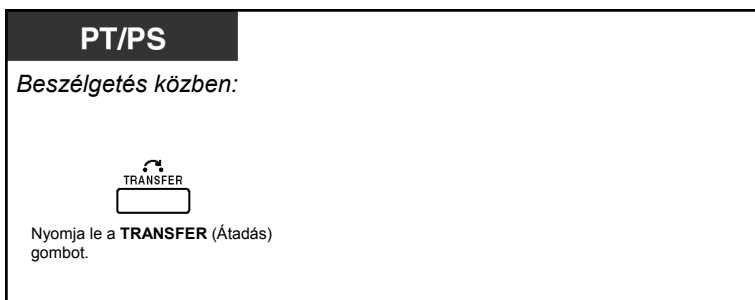 PT/PS
Beszélgetés közben:
TRANSFER
Nyomja le a TRANSFER (Átadás)
gombot.